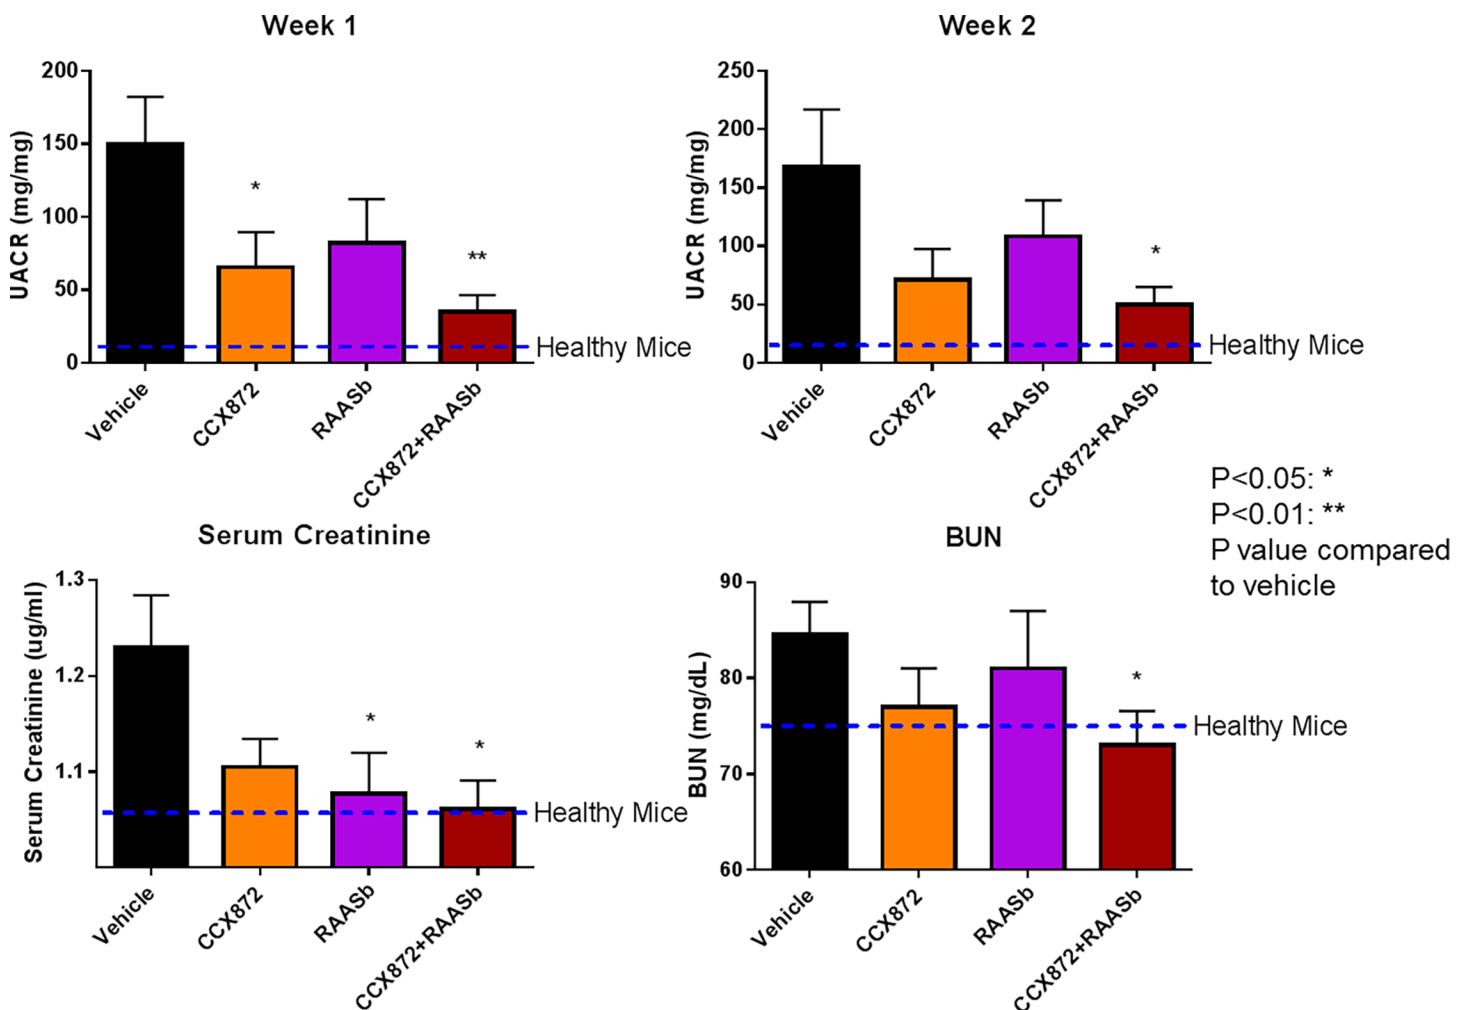 Week 1
200
150
100
50
0
UACR (mg/mg)
*
**
Healthy Mice
Vehicle
CCX872
RAASb
CCX872+RAASb
Week 2
250
200
150
100
50
0
UACR (mg/mg)
*
Healthy Mice
Vehicle
CCX872
RAASb
CCX872+RAASb
P<0.05: *
P<0.01: **
P value compared
to vehicle
Serum Creatinine
1.3
1.2
1.1
Serum Creatinine (ug/ml)
*
*
Healthy Mice
Vehicle
CCX872
RAASb
CCX872+RAASb
BUN
90
80
70
60
BUN (mg/dL)
*
Healthy Mice
Vehicle
CCX872
RAASb
CCX872+RAASb